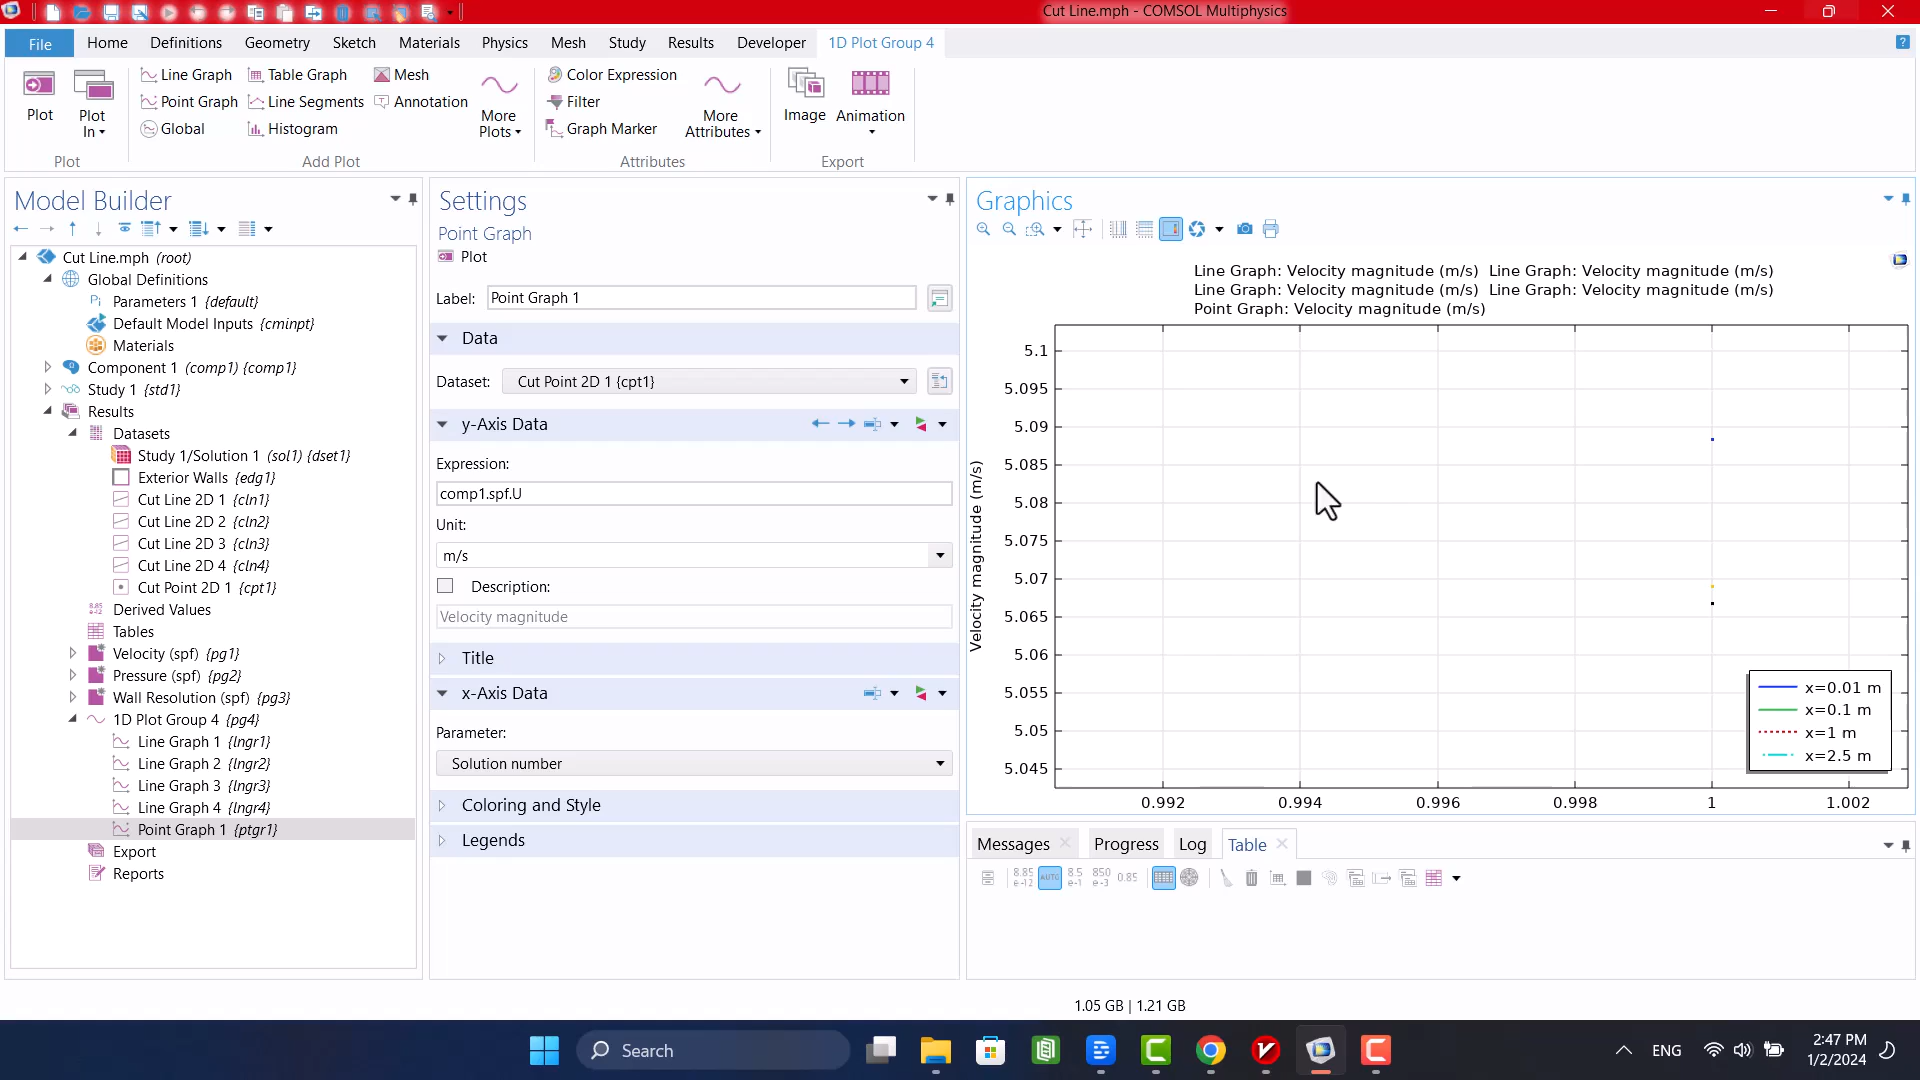 Cut Line.mph - COMSOL Multiphysics
File Home Definitions Geometry Sketch Materials Physics Mesh Study Results Developer 1D Plot Group 4
Plot
Plot In
Plot
Line Graph Table Graph Mesh
Point Graph Line Segments Annotation
Global Histogram
More Plots
Add Plot
Color Expression
Filter
Graph Marker
More Attributes
Attributes
Image
Animation
Export
Model Builder
Cut Line.mph (root)
Global Definitions
Parameters 1 {default}
Default Model Inputs {cminpt}
Materials
Component 1 (comp1) {comp1}
Study 1 {std1}
Results
Datasets
Study 1/Solution 1 (sol1) {dset1}
Exterior Walls {edg1}
Cut Line 2D 1 {cln1}
Cut Line 2D 2 {cln2}
Cut Line 2D 3 {cln3}
Cut Line 2D 4 {cln4}
Cut Point 2D 1 {cpt1}
Derived Values
Tables
Velocity (spf) {pg1}
Pressure (spf) {pg2}
Wall Resolution (spf) {pg3}
1D Plot Group 4 {pg4}
Line Graph 1 {lngr1}
Line Graph 2 {lngr2}
Line Graph 3 {lngr3}
Line Graph 4 {lngr4}
Point Graph 1 {ptgr1}
Export
Reports
Settings
Point Graph
Plot
Label: Point Graph 1
Data
Dataset: Cut Point 2D 1 {cpt1}
y-Axis Data
Expression:
comp1.spf.U
Unit:
m/s
Description:
Velocity magnitude
Title
x-Axis Data
Parameter:
Solution number
Coloring and Style
Legends
Graphics
Line Graph: Velocity magnitude (m/s) Line Graph: Velocity magnitude (m/s)
Line Graph: Velocity magnitude (m/s) Line Graph: Velocity magnitude (m/s)
Point Graph: Velocity magnitude (m/s)
Velocity magnitude (m/s)
5.1
5.095
5.09
5.085
5.08
5.075
5.07
5.065
5.06
5.055
5.05
5.045
0.992 0.994 0.996 0.998 1 1.002
x=0.01 m
x=0.1 m
x=1 m
x=2.5 m
Messages Progress Log Table
8.85 e-12 AUTO 8.5 e-1 850 e-3 0.85
1.05 GB | 1.21 GB
Search
ENG
2:47 PM
1/2/2024